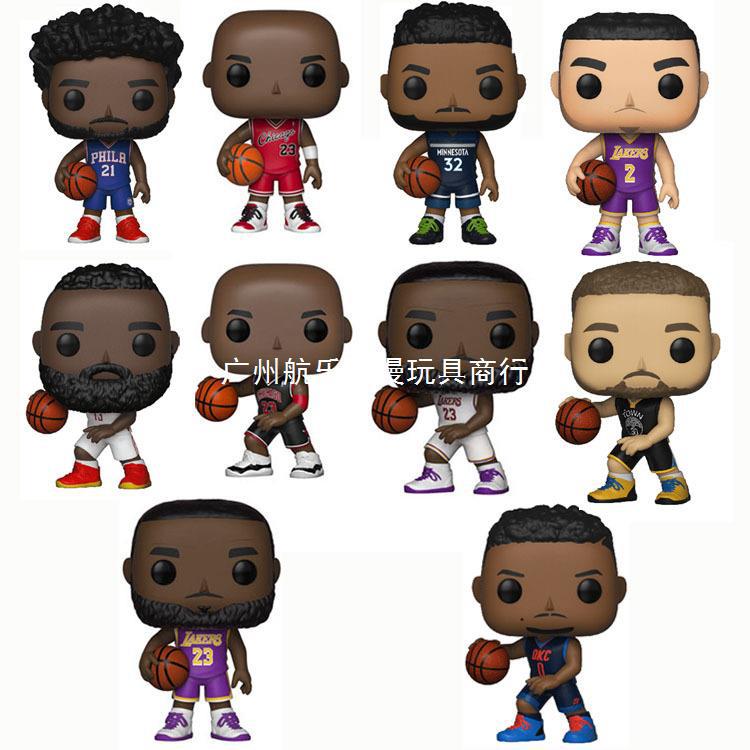 PHILA
21
Chicago
23
MINNESOTA
32
LAKERS
2
13
23
LAKERS
23
TOWN
广州航乐
漫玩具商行
LAKERS
23
OKC
0